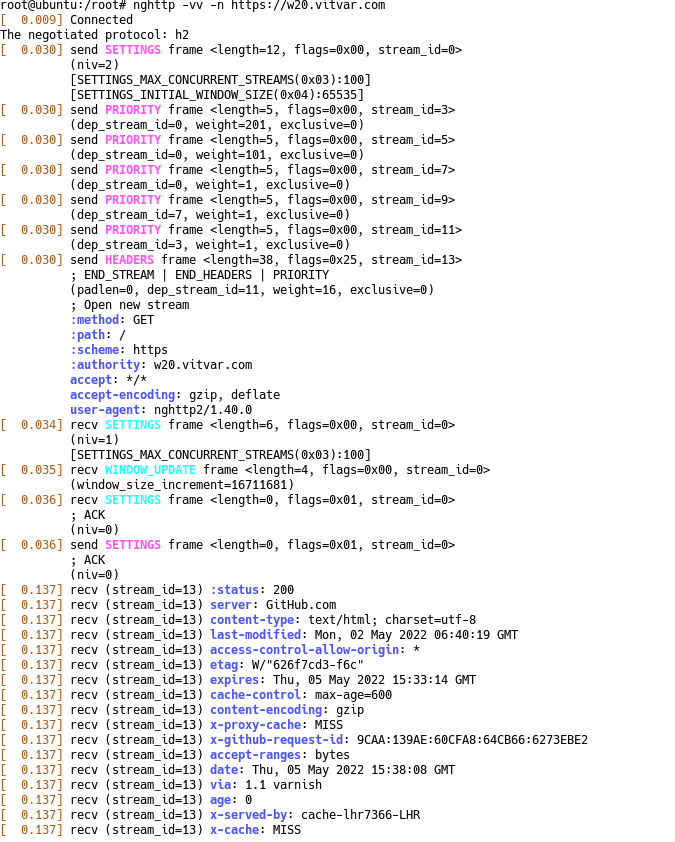 root@ubuntu:/root# nghttp -vv -n https://w20.vitvar.com
[  0.009] Connected
The negotiated protocol: h2
[  0.030] send SETTINGS frame <length=12, flags=0x00, stream_id=0>
          (niv=2)
          [SETTINGS_MAX_CONCURRENT_STREAMS(0x03):100]
          [SETTINGS_INITIAL_WINDOW_SIZE(0x04):65535]
[  0.030] send PRIORITY frame <length=5, flags=0x00, stream_id=3>
          (dep_stream_id=0, weight=201, exclusive=0)
[  0.030] send PRIORITY frame <length=5, flags=0x00, stream_id=5>
          (dep_stream_id=0, weight=101, exclusive=0)
[  0.030] send PRIORITY frame <length=5, flags=0x00, stream_id=7>
          (dep_stream_id=0, weight=1, exclusive=0)
[  0.030] send PRIORITY frame <length=5, flags=0x00, stream_id=9>
          (dep_stream_id=7, weight=1, exclusive=0)
[  0.030] send PRIORITY frame <length=5, flags=0x00, stream_id=11>
          (dep_stream_id=3, weight=1, exclusive=0)
[  0.030] send HEADERS frame <length=38, flags=0x25, stream_id=13>
          ; END_STREAM | END_HEADERS | PRIORITY
          (padlen=0, dep_stream_id=11, weight=16, exclusive=0)
          ; Open new stream
          :method: GET
          :path: /
          :scheme: https
          :authority: w20.vitvar.com
          accept: */*
          accept-encoding: gzip, deflate
          user-agent: nghttp2/1.40.0
[  0.034] recv SETTINGS frame <length=6, flags=0x00, stream_id=0>
          (niv=1)
          [SETTINGS_MAX_CONCURRENT_STREAMS(0x03):100]
[  0.035] recv WINDOW_UPDATE frame <length=4, flags=0x00, stream_id=0>
          (window_size_increment=16711681)
[  0.036] recv SETTINGS frame <length=0, flags=0x01, stream_id=0>
          ; ACK
          (niv=0)
[  0.036] send SETTINGS frame <length=0, flags=0x01, stream_id=0>
          ; ACK
          (niv=0)
[  0.137] recv (stream_id=13) :status: 200
[  0.137] recv (stream_id=13) server: GitHub.com
[  0.137] recv (stream_id=13) content-type: text/html; charset=utf-8
[  0.137] recv (stream_id=13) last-modified: Mon, 02 May 2022 06:40:19 GMT
[  0.137] recv (stream_id=13) access-control-allow-origin: *
[  0.137] recv (stream_id=13) etag: W/"626f7cd3-f6c"
[  0.137] recv (stream_id=13) expires: Thu, 05 May 2022 15:33:14 GMT
[  0.137] recv (stream_id=13) cache-control: max-age=600
[  0.137] recv (stream_id=13) content-encoding: gzip
[  0.137] recv (stream_id=13) x-proxy-cache: MISS
[  0.137] recv (stream_id=13) x-github-request-id: 9CAA:139AE:60CFA8:64CB66:6273EBE2
[  0.137] recv (stream_id=13) accept-ranges: bytes
[  0.137] recv (stream_id=13) date: Thu, 05 May 2022 15:38:08 GMT
[  0.137] recv (stream_id=13) via: 1.1 varnish
[  0.137] recv (stream_id=13) age: 0
[  0.137] recv (stream_id=13) x-served-by: cache-lhr7366-LHR
[  0.137] recv (stream_id=13) x-cache: MISS